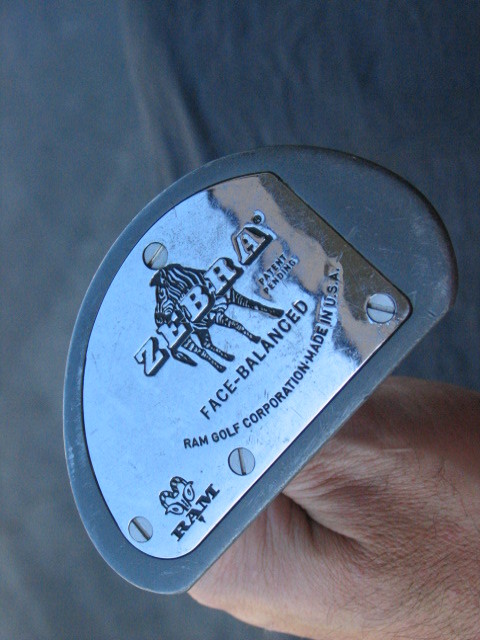 ZEBRA®
PATENT
PENDING
FACE-BALANCED
RAM GOLF CORPORATION·MADE IN U.S.A.
RAM